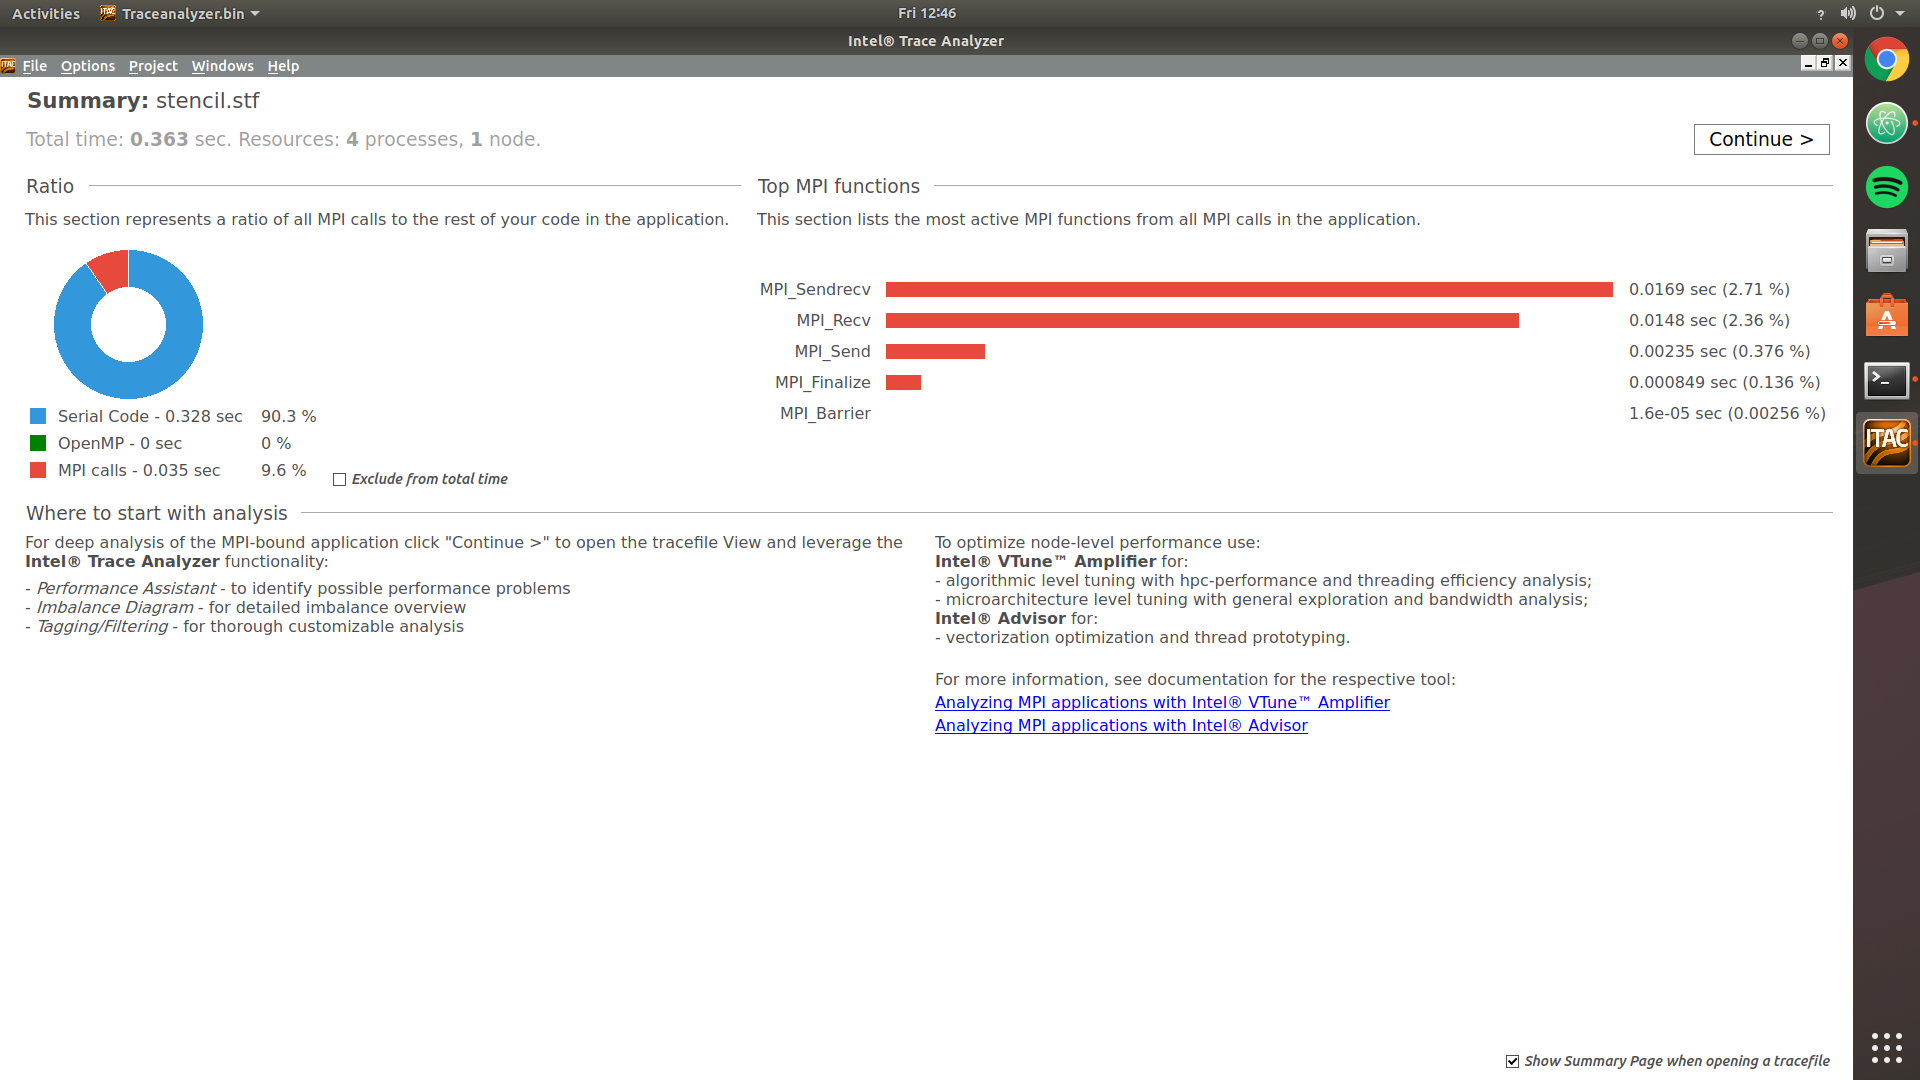 Activities Traceanalyzer.bin Fri 12:46 ?
Intel® Trace Analyzer
ITAC File Options Project Windows Help
Summary: stencil.stf
Total time: 0.363 sec. Resources: 4 processes, 1 node.
Continue >
Ratio
This section represents a ratio of all MPI calls to the rest of your code in the application.
Serial Code - 0.328 sec 90.3 %
OpenMP - 0 sec 0 %
MPI calls - 0.035 sec 9.6 %
Exclude from total time
Top MPI functions
This section lists the most active MPI functions from all MPI calls in the application.
MPI_Sendrecv 0.0169 sec (2.71 %)
MPI_Recv 0.0148 sec (2.36 %)
MPI_Send 0.00235 sec (0.376 %)
MPI_Finalize 0.000849 sec (0.136 %)
MPI_Barrier 1.6e-05 sec (0.00256 %)
Where to start with analysis
For deep analysis of the MPI-bound application click "Continue >" to open the tracefile View and leverage the
Intel® Trace Analyzer functionality:
- Performance Assistant - to identify possible performance problems
- Imbalance Diagram - for detailed imbalance overview
- Tagging/Filtering - for thorough customizable analysis
To optimize node-level performance use:
Intel® VTune™ Amplifier for:
- algorithmic level tuning with hpc-performance and threading efficiency analysis;
- microarchitecture level tuning with general exploration and bandwidth analysis;
Intel® Advisor for:
- vectorization optimization and thread prototyping.
For more information, see documentation for the respective tool:
Analyzing MPI applications with Intel® VTune™ Amplifier
Analyzing MPI applications with Intel® Advisor
Show Summary Page when opening a tracefile
ITAC